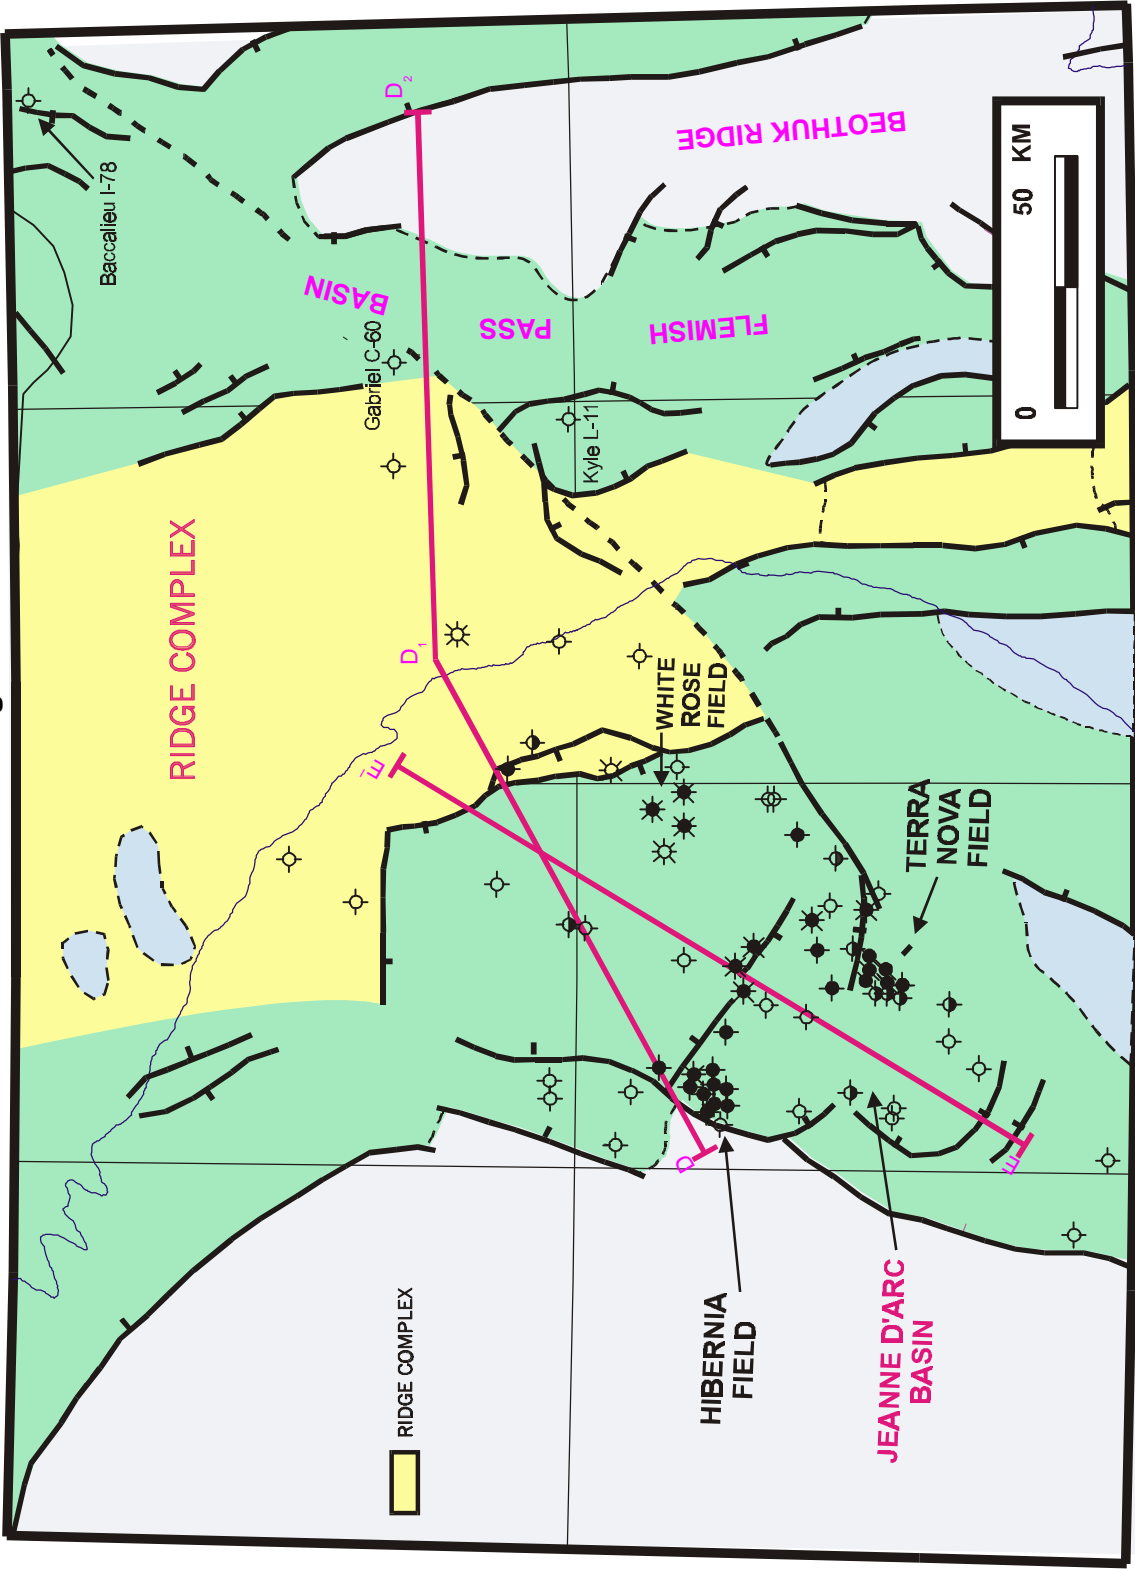 Baccalieu I-78
D2
BEOTHUK RIDGE
50 KM
0
BASIN
PASS
FLEMISH
Gabriel C-60
Kyle L-11
RIDGE COMPLEX
D1
WHITE
ROSE
FIELD
E'
TERRA
NOVA
FIELD
D
E
HIBERNIA
FIELD
JEANNE D'ARC
BASIN
RIDGE COMPLEX